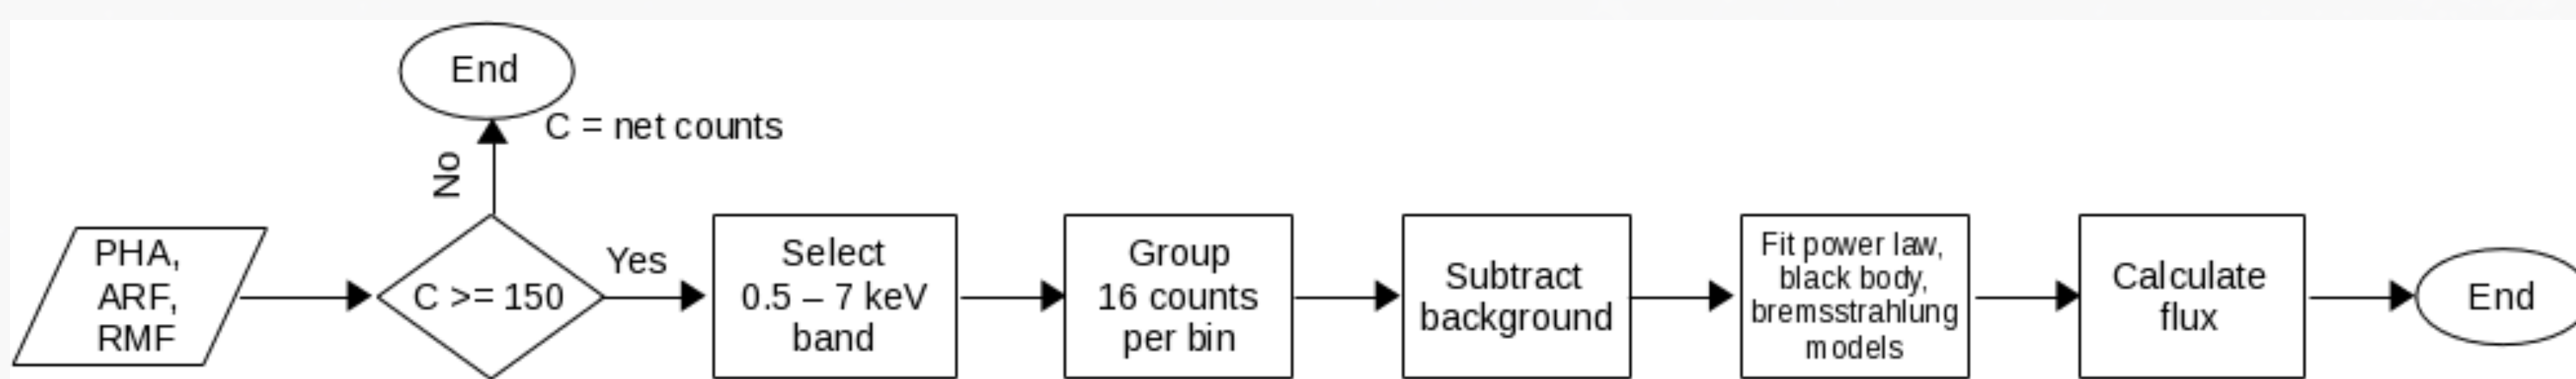 End
C = net counts
No
PHA,
ARF,
RMF
C >= 150
Yes
Select
0.5 – 7 keV
band
Group
16 counts
per bin
Subtract
background
Fit power law,
black body,
bremsstrahlung
models
Calculate
flux
End